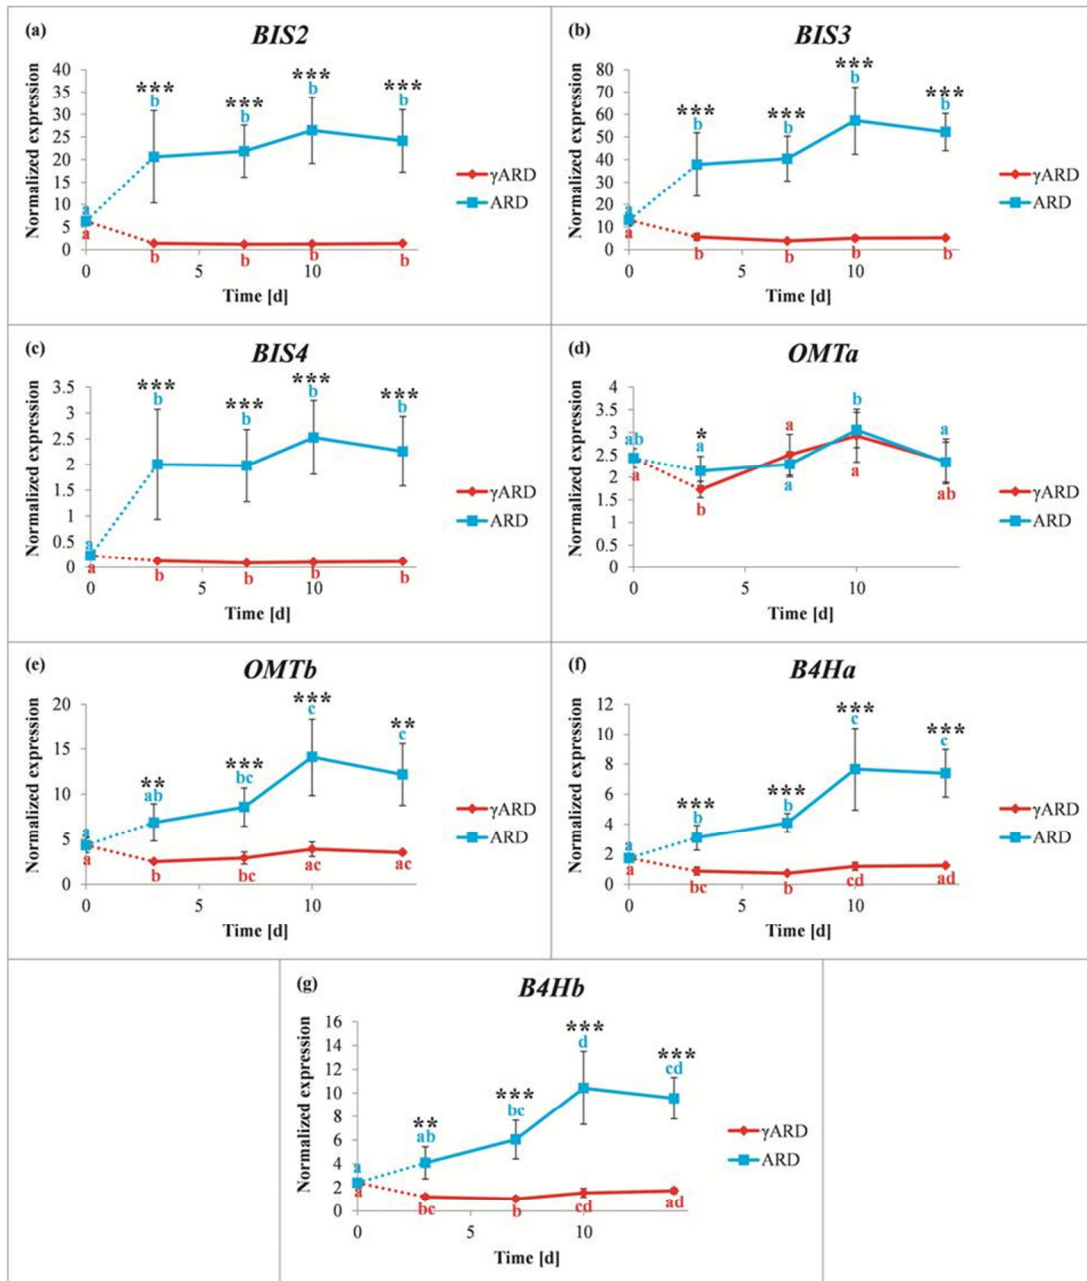 (a) BIS2
Normalized expression
40
35
30
25
20
15
10
5
0
*** *** *** ***
a b b b b
a b b b b
0 5 10
Time [d]
γARD
ARD
(b) BIS3
Normalized expression
80
70
60
50
40
30
20
10
0
*** *** *** ***
a b b b b
a b b b b
0 5 10
Time [d]
γARD
ARD
(c) BIS4
Normalized expression
3.5
3
2.5
2
1.5
1
0.5
0
*** *** *** ***
a b b b b
a b b b b
0 5 10
Time [d]
γARD
ARD
(d) OMTa
Normalized expression
4
3.5
3
2.5
2
1.5
1
0.5
0
*
ab a a b a
a b a a ab
0 5 10
Time [d]
γARD
ARD
(e) OMTb
Normalized expression
20
15
10
5
0
** *** *** **
a ab bc c c
a b bc ac ac
0 5 10
Time [d]
γARD
ARD
(f) B4Ha
Normalized expression
12
10
8
6
4
2
0
*** *** *** ***
a b b c c
a bc b cd ad
0 5 10
Time [d]
γARD
ARD
(g) B4Hb
Normalized expression
16
14
12
10
8
6
4
2
0
** *** *** ***
a ab bc d cd
a bc b cd ad
0 5 10
Time [d]
γARD
ARD